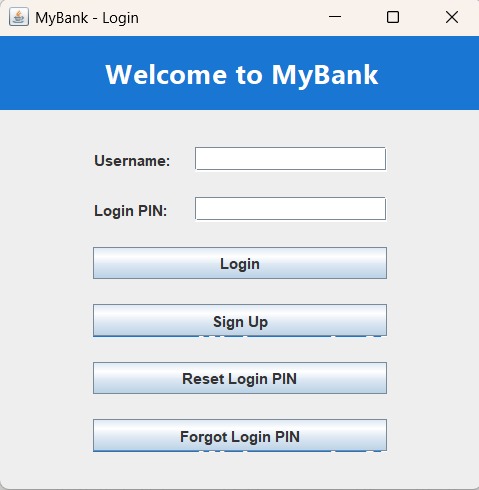 MyBank - Login
Welcome to MyBank
Username:
Login PIN:
Login
Sign Up
Reset Login PIN
Forgot Login PIN